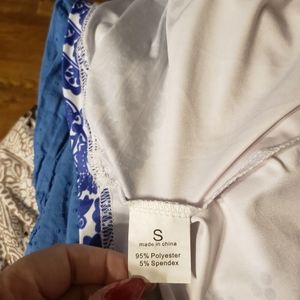 S
made in china
95% Polyester
5% Spendex